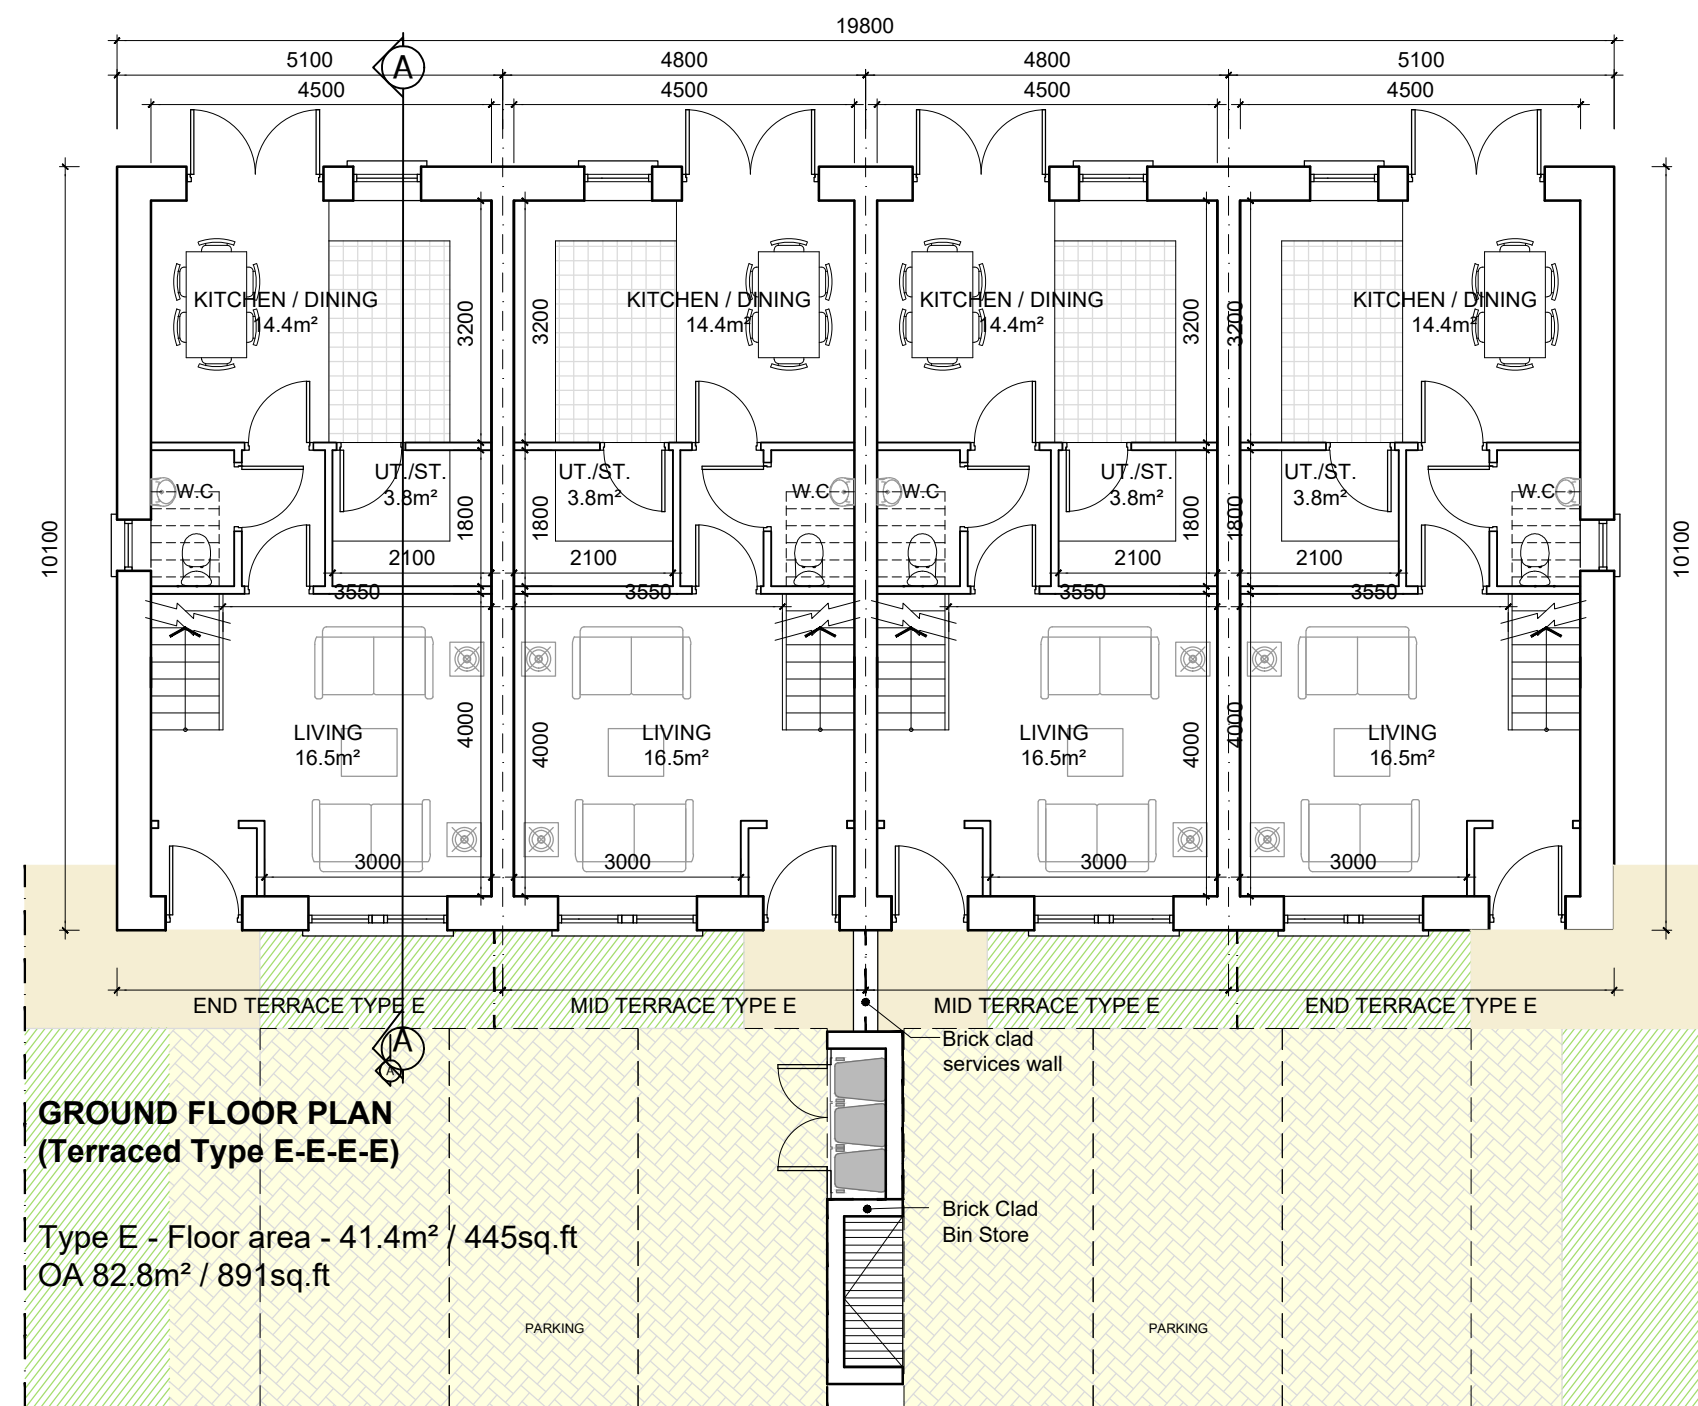 19800
5100
4800
4800
5100
A
4500
4500
4500
4500
KITCHEN / DINING
14.4m²
KITCHEN / DINING
14.4m²
KITCHEN / DINING
14.4m²
KITCHEN / DINING
14.4m²
3200
3200
3200
3200
W.C
UT./ST.
3.8m²
UT./ST.
3.8m²
W.C
W.C
UT./ST.
3.8m²
UT./ST.
3.8m²
W.C
1800
1800
1800
1800
10100
10100
2100
2100
2100
2100
3550
3550
3550
3550
LIVING
16.5m²
LIVING
16.5m²
LIVING
16.5m²
LIVING
16.5m²
4000
4000
4000
4000
3000
3000
3000
3000
END TERRACE TYPE E
MID TERRACE TYPE E
MID TERRACE TYPE E
END TERRACE TYPE E
A
A
Brick clad
services wall
GROUND FLOOR PLAN
(Terraced Type E-E-E-E)
Type E - Floor area - 41.4m² / 445sq.ft
OA 82.8m² / 891sq.ft
Brick Clad
Bin Store
PARKING
PARKING